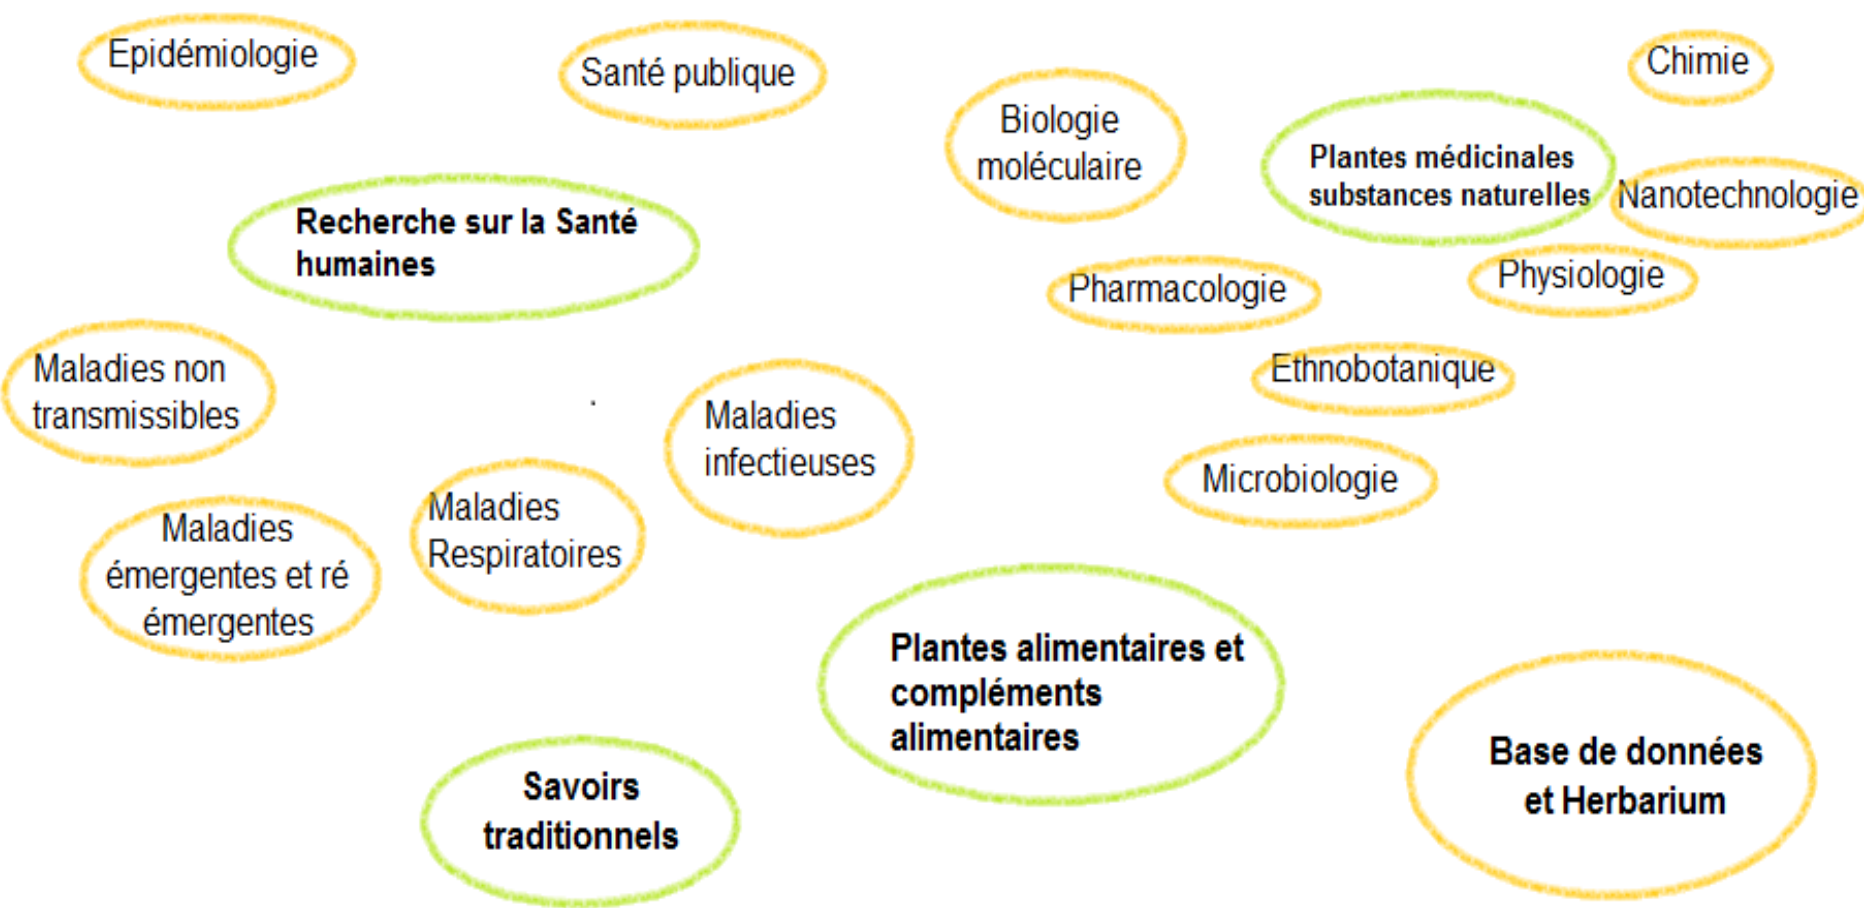 Epidémiologie
Santé publique
Chimie
Biologie
moléculaire
Plantes médicinales
substances naturelles
Nanotechnologie
Recherche sur la Santé
humaines
Pharmacologie
Physiologie
Maladies non
transmissibles
Ethnobotanique
Maladies
infectieuses
Microbiologie
Maladies
Respiratoires
Maladies
émergentes et ré
émergentes
Plantes alimentaires et
compléments
alimentaires
Base de données
et Herbarium
Savoirs
traditionnels